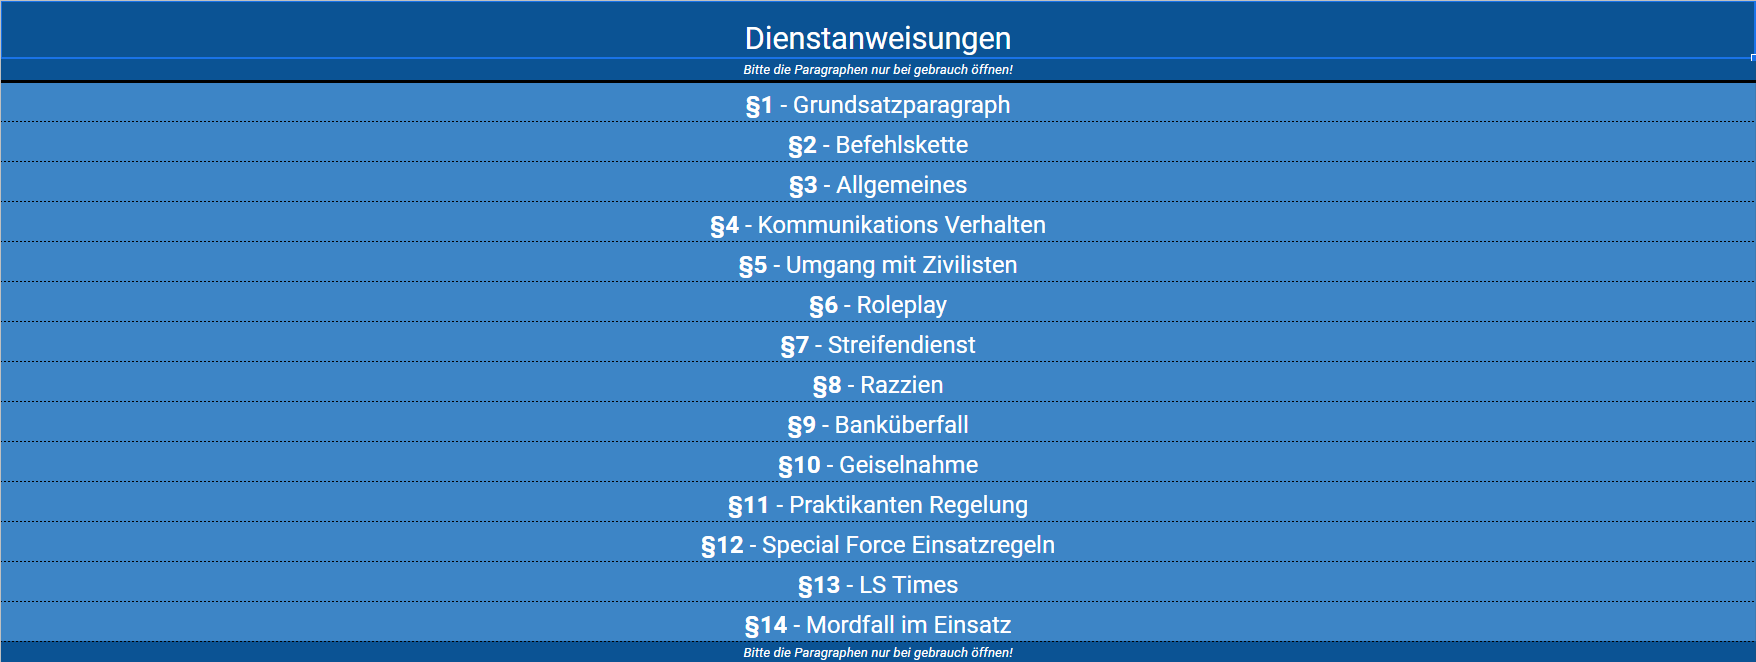 Dienstanweisungen
Bitte die Paragraphen nur bei gebrauch öffnen!
§1 - Grundsatzparagraph
§2 - Befehlskette
§3 - Allgemeines
§4 - Kommunikations Verhalten
§5 - Umgang mit Zivilisten
§6 - Roleplay
§7 - Streifendienst
§8 - Razzien
§9 - Banküberfall
§10 - Geiselnahme
§11 - Praktikanten Regelung
§12 - Special Force Einsatzregeln
§13 - LS Times
§14 - Mordfall im Einsatz
Bitte die Paragraphen nur bei gebrauch öffnen!